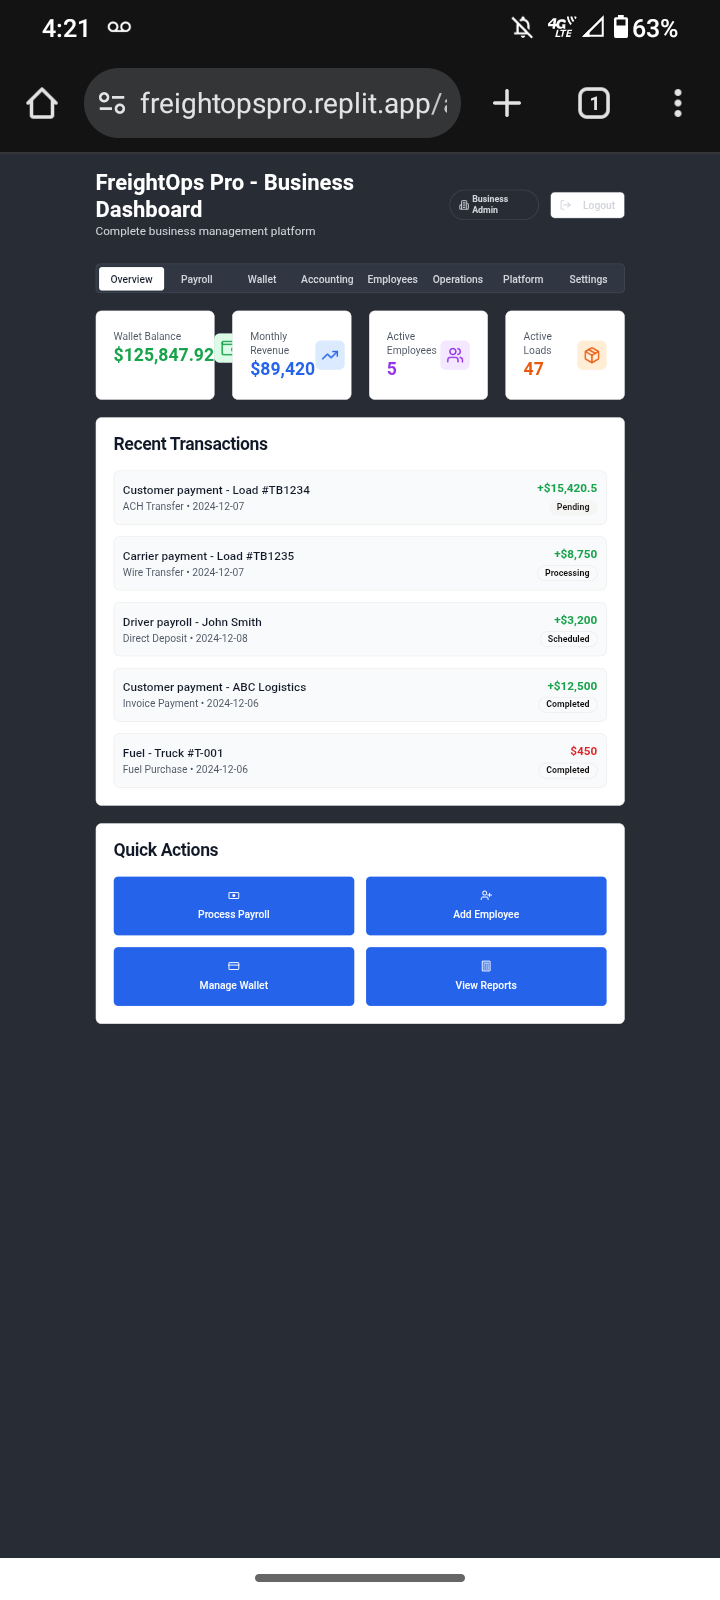 4:21
4G LTE
63%
freightopspro.replit.app/
1
FreightOps Pro - Business
Dashboard
Complete business management platform
Business
Admin
Logout
Overview Payroll Wallet Accounting Employees Operations Platform Settings
Wallet Balance
$125,847.92
Monthly
Revenue
$89,420
Active
Employees
5
Active
Loads
47
Recent Transactions
Customer payment - Load #TB1234
+$15,420.5
ACH Transfer • 2024-12-07
Pending
Carrier payment - Load #TB1235
+$8,750
Wire Transfer • 2024-12-07
Processing
Driver payroll - John Smith
+$3,200
Direct Deposit • 2024-12-08
Scheduled
Customer payment - ABC Logistics
+$12,500
Invoice Payment • 2024-12-06
Completed
Fuel - Truck #T-001
$450
Fuel Purchase • 2024-12-06
Completed
Quick Actions
Process Payroll
Add Employee
Manage Wallet
View Reports